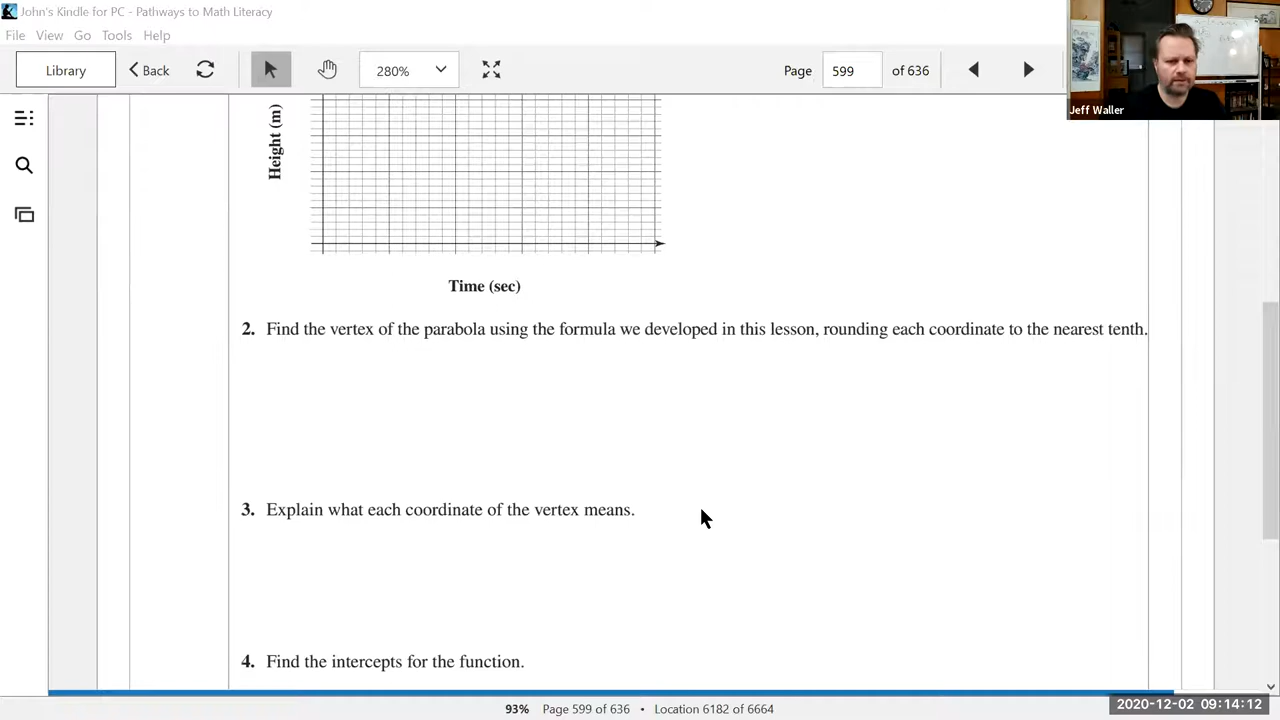 John's Kindle for PC - Pathways to Math Literacy
File View Go Tools Help
Library Back 280% Page 599 of 636
Jeff Waller
Height (m)
Time (sec)
2. Find the vertex of the parabola using the formula we developed in this lesson, rounding each coordinate to the nearest tenth.
3. Explain what each coordinate of the vertex means.
4. Find the intercepts for the function.
93% Page 599 of 636 • Location 6182 of 6664
2020-12-02 09:14:12